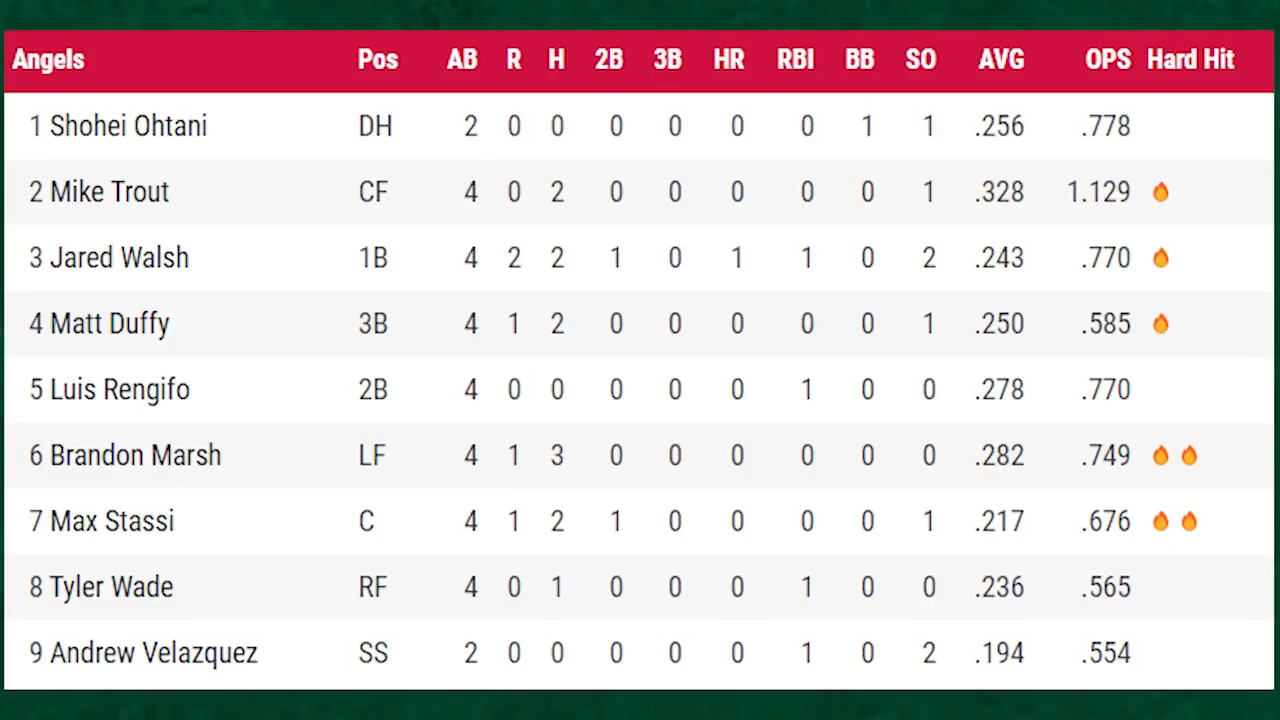 Angels Pos AB R H 2B 3B HR RBI BB SO AVG OPS Hard Hit
1 Shohei Ohtani DH 2 0 0 0 0 0 0 1 1 .256 .778
2 Mike Trout CF 4 0 2 0 0 0 0 0 1 .328 1.129
3 Jared Walsh 1B 4 2 2 1 0 1 1 0 2 .243 .770
4 Matt Duffy 3B 4 1 2 0 0 0 0 0 1 .250 .585
5 Luis Rengifo 2B 4 0 0 0 0 0 1 0 0 .278 .770
6 Brandon Marsh LF 4 1 3 0 0 0 0 0 0 .282 .749
7 Max Stassi C 4 1 2 1 0 0 0 0 1 .217 .676
8 Tyler Wade RF 4 0 1 0 0 0 1 0 0 .236 .565
9 Andrew Velazquez SS 2 0 0 0 0 0 1 0 2 .194 .554